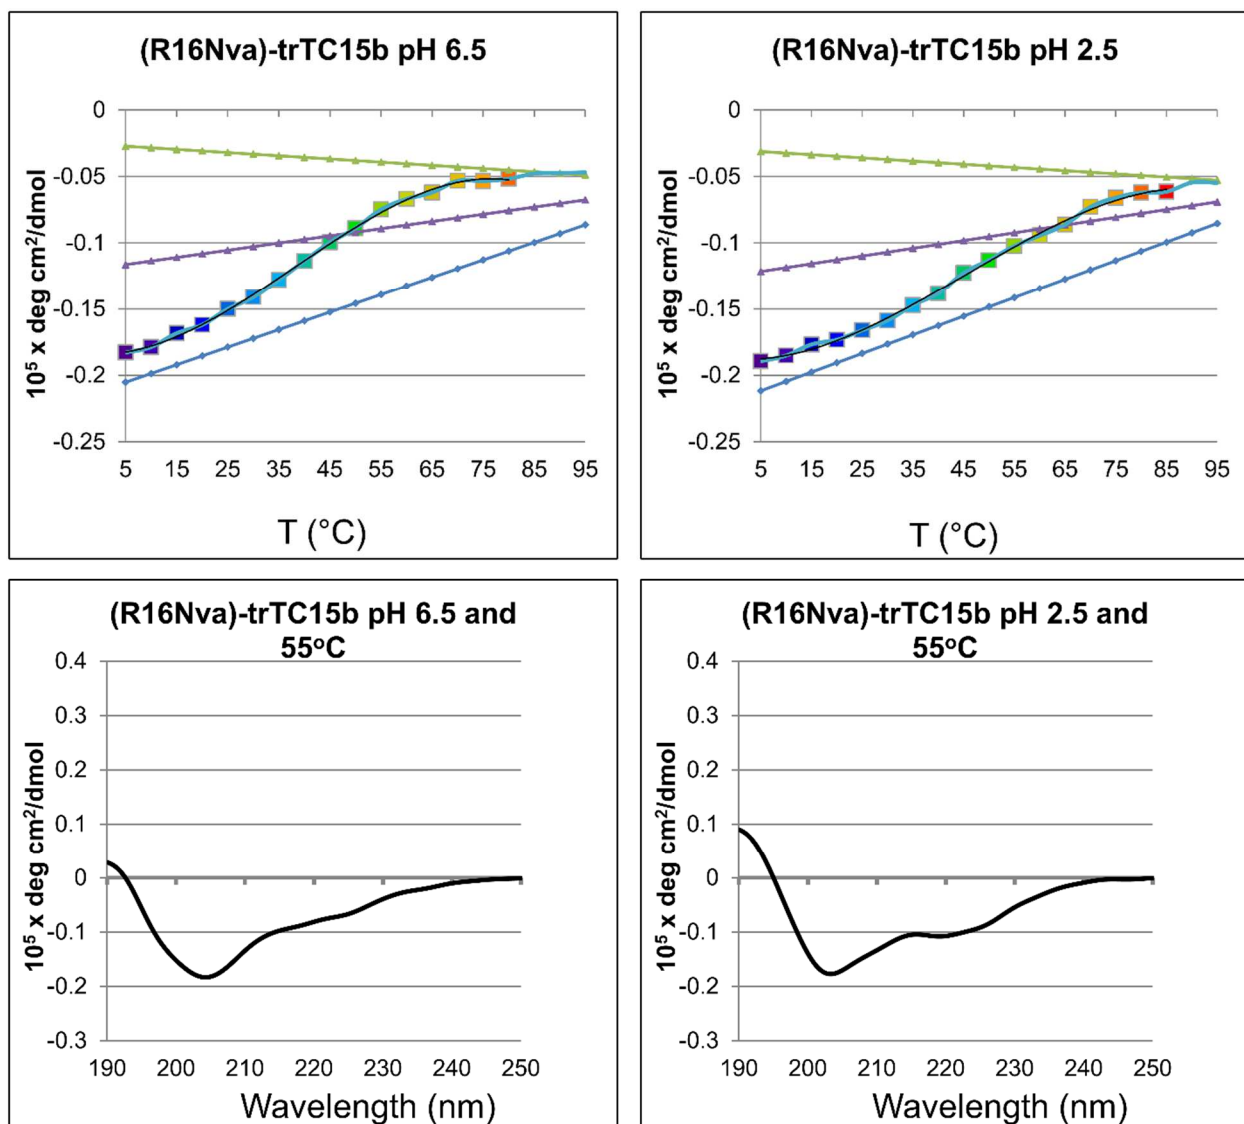 (R16Nva)-trTC15b pH 6.5
10⁵ x deg cm²/dmol
0
-0.05
-0.1
-0.15
-0.2
-0.25
5 15 25 35 45 55 65 75 85 95
T (°C)
(R16Nva)-trTC15b pH 2.5
10⁵ x deg cm²/dmol
0
-0.05
-0.1
-0.15
-0.2
-0.25
5 15 25 35 45 55 65 75 85 95
T (°C)
(R16Nva)-trTC15b pH 6.5 and
55°C
10⁵ x deg cm²/dmol
0.4
0.3
0.2
0.1
0
-0.1
-0.2
-0.3
190 200 210 220 230 240 250
Wavelength (nm)
(R16Nva)-trTC15b pH 2.5 and
55°C
10⁵ x deg cm²/dmol
0.4
0.3
0.2
0.1
0
-0.1
-0.2
-0.3
190 200 210 220 230 240 250
Wavelength (nm)